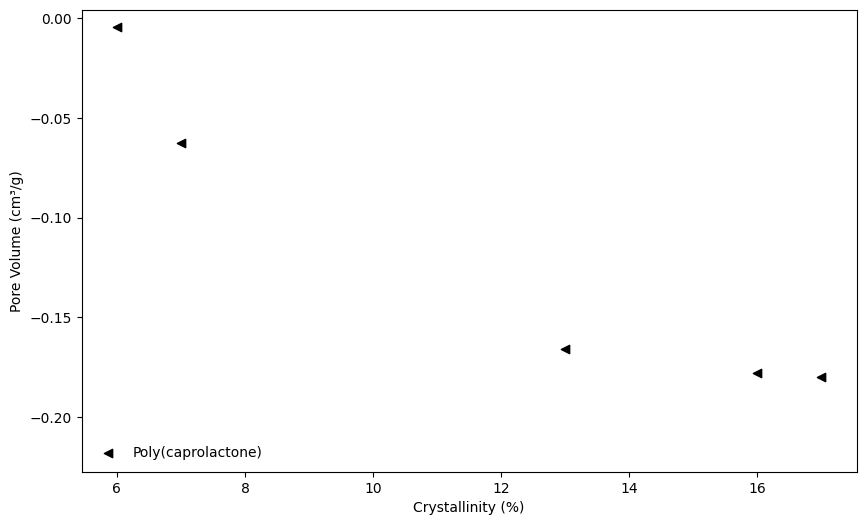 0.00
−0.05
−0.10
−0.15
−0.20
Pore Volume (cm³/g)
Poly(caprolactone)
6 8 10 12 14 16
Crystallinity (%)